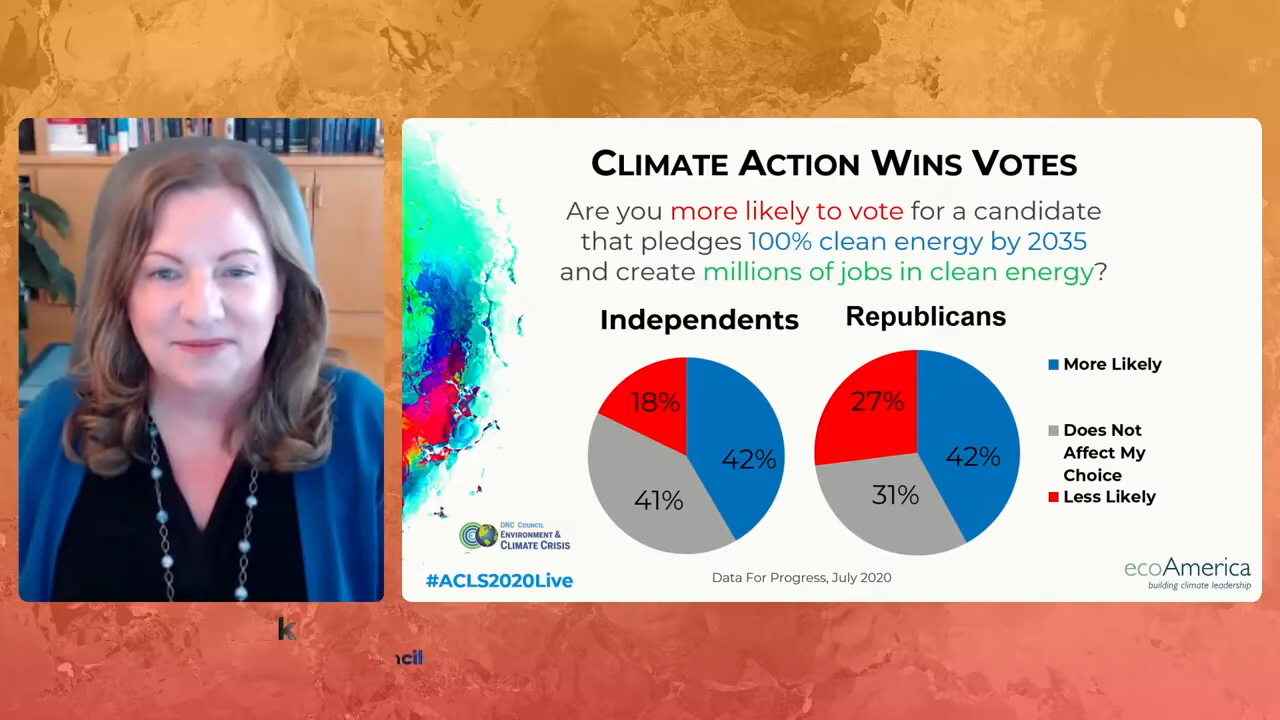 CLIMATE ACTION WINS VOTES
Are you more likely to vote for a candidate
that pledges 100% clean energy by 2035
and create millions of jobs in clean energy?
Independents
Republicans
18%
42%
41%
27%
42%
31%
More Likely
Does Not
Affect My
Choice
Less Likely
DNC COUNCIL
ENVIRONMENT &
CLIMATE CRISIS
#ACLS2020Live
Data For Progress, July 2020
ecoAmerica
building climate leadership
k
cil